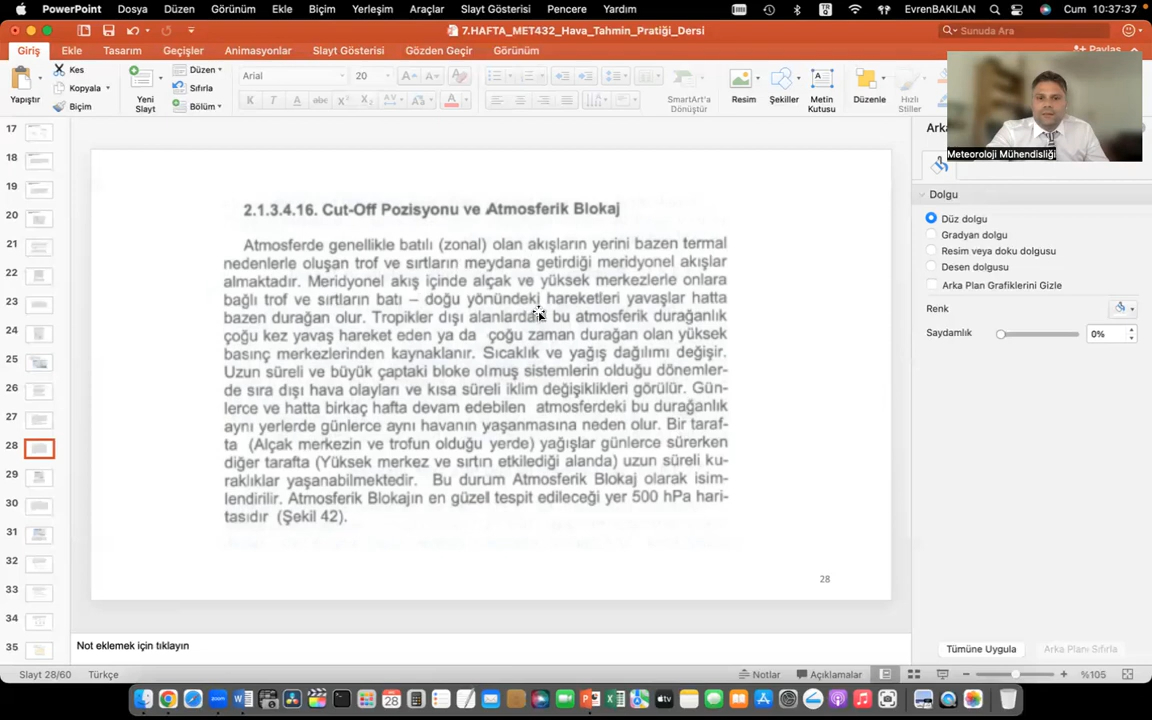 PowerPoint Dosya Düzen Görünüm Ekle Biçim Yerleşim Araçlar Slayt Gösterisi Pencere Yardım EvrenBAKILAN Cum 10:37:37
7.HAFTA_MET432_Hava_Tahmin_Pratiği_Dersi
Sunuda Ara
Giriş Ekle Tasarım Geçişler Animasyonlar Slayt Gösterisi Gözden Geçir Görünüm Paylaş
Yapıştır
Kes
Kopyala
Biçim
Yeni
Slayt
Düzen
Sıfırla
Bölüm
Arial
20
K T A abc
SmartArt'a
Dönüştür
Resim
Şekiller
Metin
Kutusu
Düzenle
Hızlı
Stiller
Meteoroloji Mühendisliği
17
18
19
20
21
22
23
24
25
26
27
28
29
30
31
32
33
34
35
2.1.3.4.16. Cut-Off Pozisyonu ve Atmosferik Blokaj
Atmosferde genellikle batılı (zonal) olan akışların yerini bazen termal
nedenlerle oluşan trof ve sırtların meydana getirdiği meridyonel akışlar
almaktadır. Meridyonel akış içinde alçak ve yüksek merkezlerle onlara
bağlı trof ve sırtların batı – doğu yönündeki hareketleri yavaşlar hatta
bazen durağan olur. Tropikler dışı alanlardaki bu atmosferik durağanlık
çoğu kez yavaş hareket eden ya da çoğu zaman durağan olan yüksek
basınç merkezlerinden kaynaklanır. Sıcaklık ve yağış dağılımı değişir.
Uzun süreli ve büyük çaptaki bloke olmuş sistemlerin olduğu dönemler-
de sıra dışı hava olayları ve kısa süreli iklim değişiklikleri görülür. Gün-
lerce ve hatta birkaç hafta devam edebilen atmosferdeki bu durağanlık
aynı yerlerde günlerce aynı havanın yaşanmasına neden olur. Bir taraf-
ta (Alçak merkezin ve trofun olduğu yerde) yağışlar günlerce sürerken
diğer tarafta (Yüksek merkez ve sırtın etkilediği alanda) uzun süreli ku-
raklıklar yaşanabilmektedir. Bu durum Atmosferik Blokaj olarak isim-
lendirilir. Atmosferik Blokajın en güzel tespit edileceği yer 500 hPa hari-
tasıdır (Şekil 42).
28
Not eklemek için tıklayın
Arka
Dolgu
Düz dolgu
Gradyan dolgu
Resim veya doku dolgusu
Desen dolgusu
Arka Plan Grafiklerini Gizle
Renk
Saydamlık 0%
Tümüne Uygula Arka Planı Sıfırla
Slayt 28/60 Türkçe Notlar Açıklamalar %105